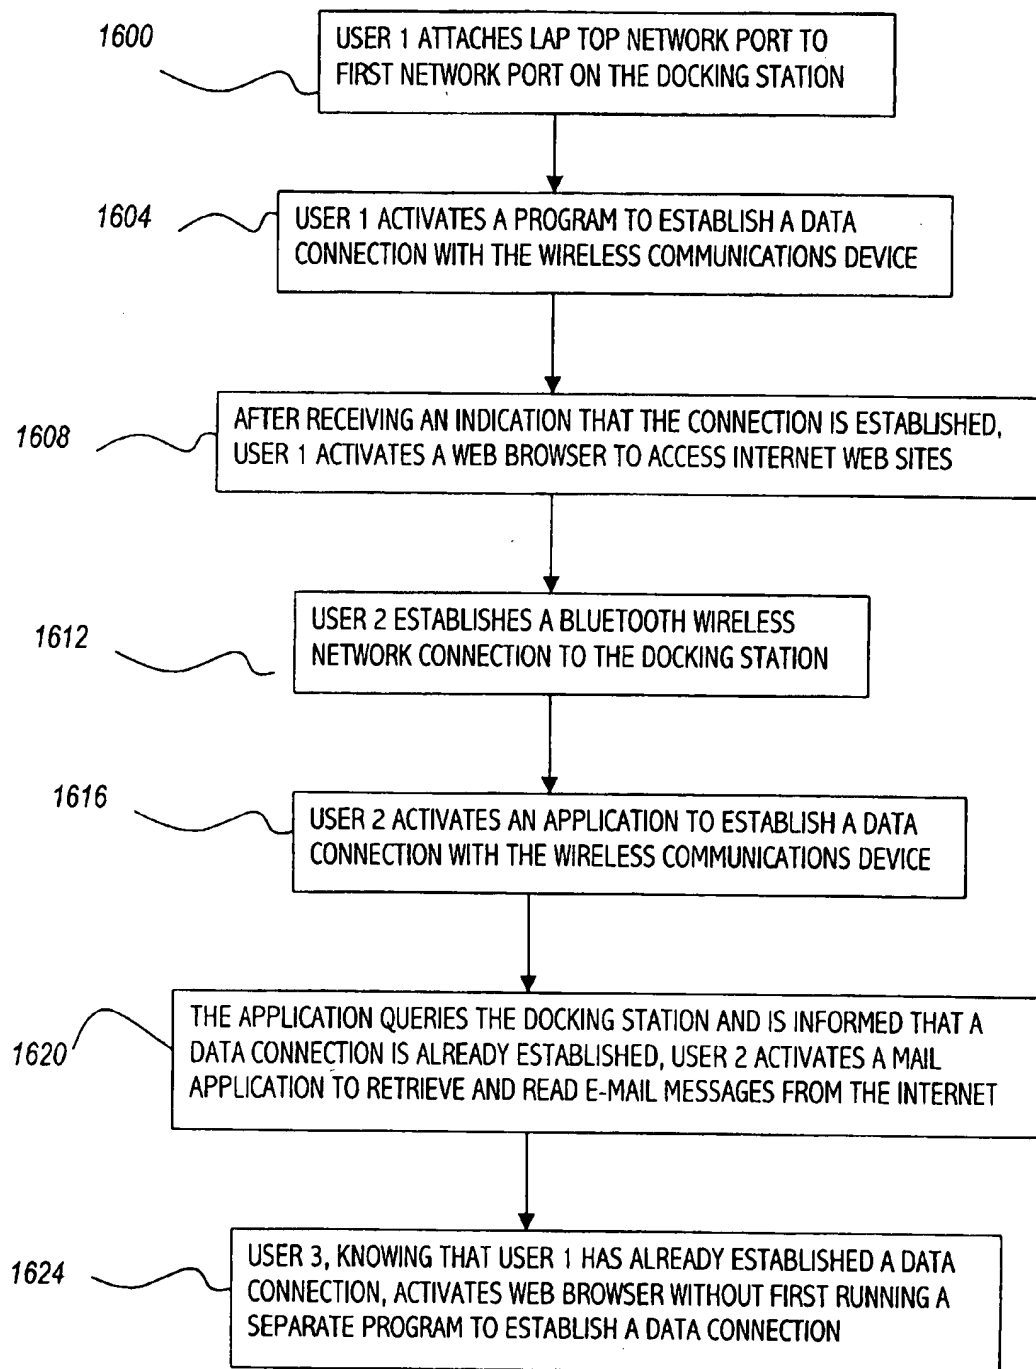 1600
USER 1 ATTACHES LAP TOP NETWORK PORT TO
FIRST NETWORK PORT ON THE DOCKING STATION
1604
USER 1 ACTIVATES A PROGRAM TO ESTABLISH A DATA
CONNECTION WITH THE WIRELESS COMMUNICATIONS DEVICE
1608
AFTER RECEIVING AN INDICATION THAT THE CONNECTION IS ESTABLISHED,
USER 1 ACTIVATES A WEB BROWSER TO ACCESS INTERNET WEB SITES
1612
USER 2 ESTABLISHES A BLUETOOTH WIRELESS
NETWORK CONNECTION TO THE DOCKING STATION
1616
USER 2 ACTIVATES AN APPLICATION TO ESTABLISH A DATA
CONNECTION WITH THE WIRELESS COMMUNICATIONS DEVICE
1620
THE APPLICATION QUERIES THE DOCKING STATION AND IS INFORMED THAT A
DATA CONNECTION IS ALREADY ESTABLISHED, USER 2 ACTIVATES A MAIL
APPLICATION TO RETRIEVE AND READ E-MAIL MESSAGES FROM THE INTERNET
1624
USER 3, KNOWING THAT USER 1 HAS ALREADY ESTABLISHED A DATA
CONNECTION, ACTIVATES WEB BROWSER WITHOUT FIRST RUNNING A
SEPARATE PROGRAM TO ESTABLISH A DATA CONNECTION